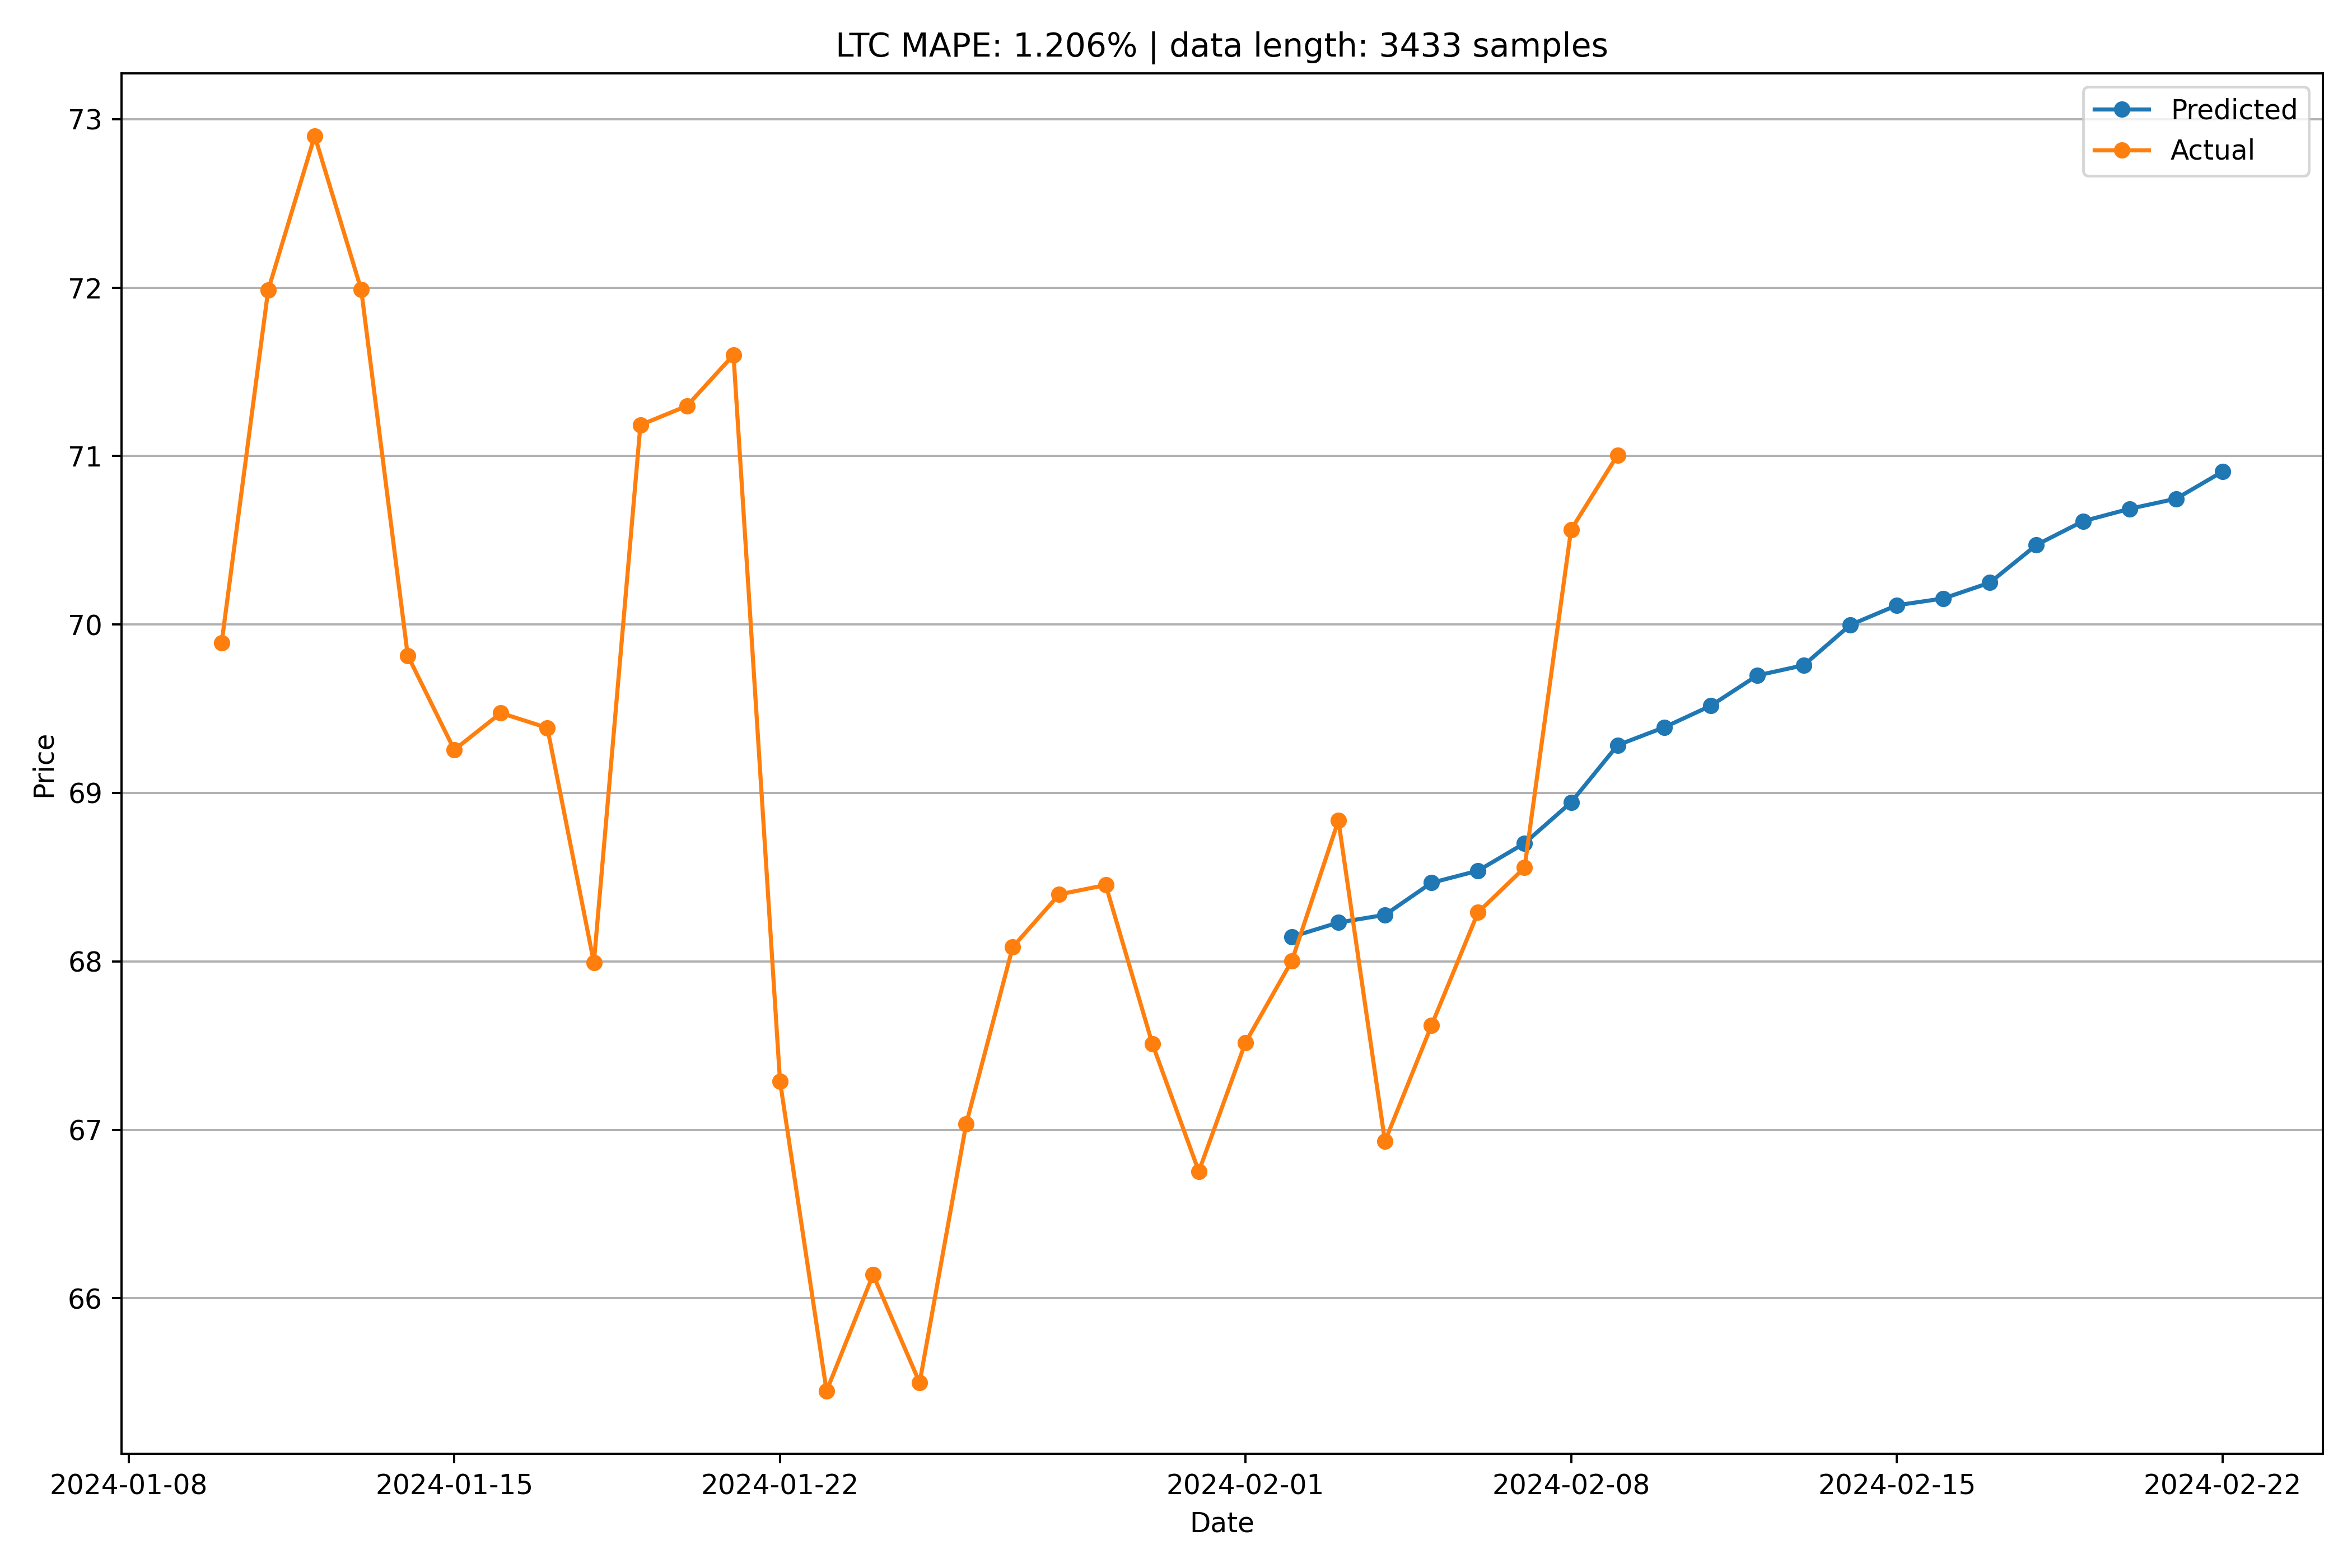 LTC MAPE: 1.206% | data length: 3433 samples
Predicted
Actual
73
72
71
70
69
68
67
66
Price
2024-01-08 2024-01-15 2024-01-22 2024-02-01 2024-02-08 2024-02-15 2024-02-22
Date